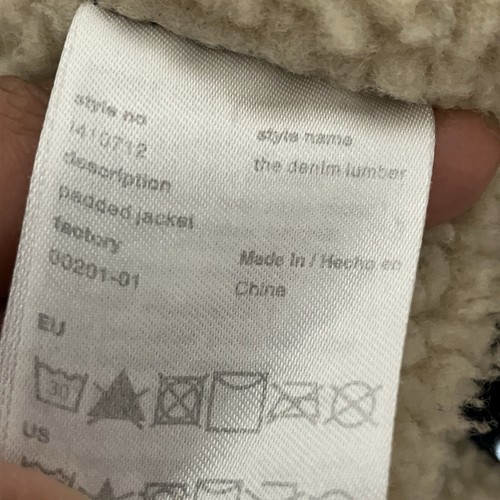 style no
1410712
description
padded jacket
factory
00201-01
style name
the denim lumber
Made In / Hecho en
China
EU
30
US